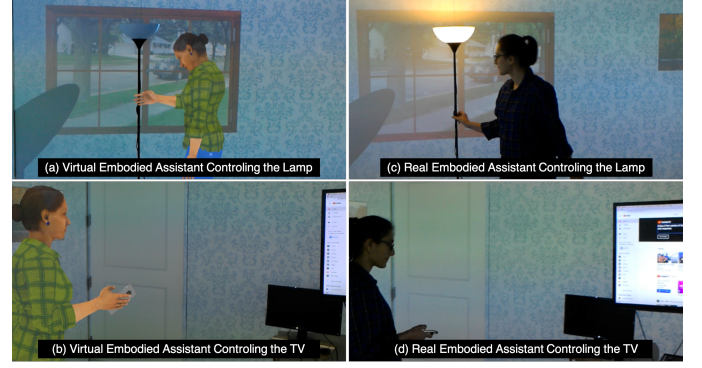 (a) Virtual Embodied Assistant Controling the Lamp
(c) Real Embodied Assistant Controling the Lamp
(b) Virtual Embodied Assistant Controling the TV
(d) Real Embodied Assistant Controling the TV